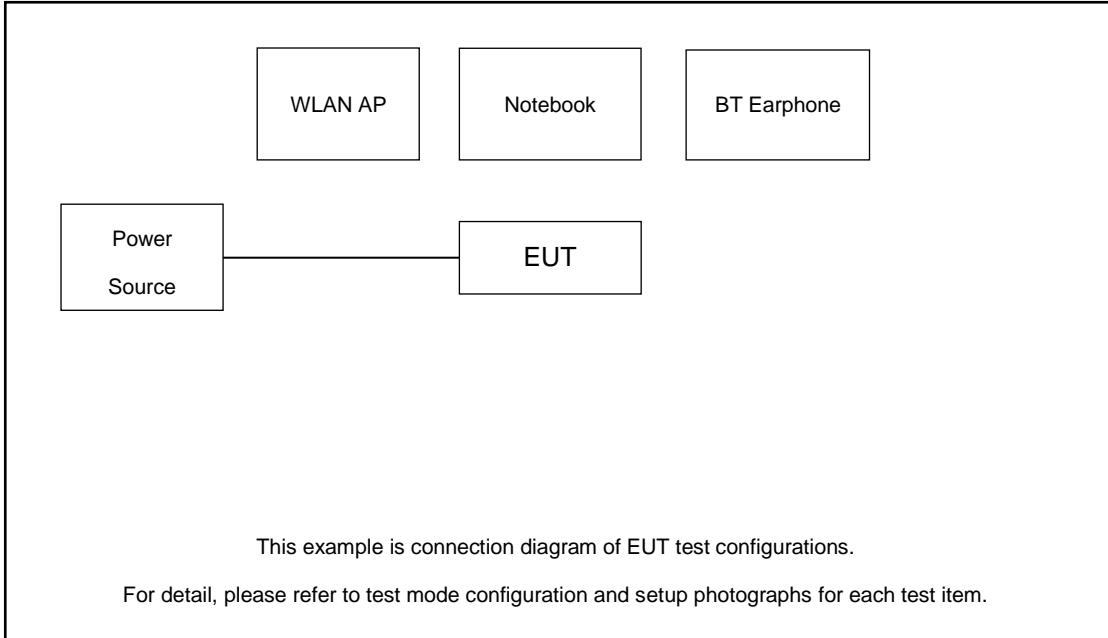 WLAN AP
Notebook
BT Earphone
Power
Source
EUT
This example is connection diagram of EUT test configurations.
For detail, please refer to test mode configuration and setup photographs for each test item.